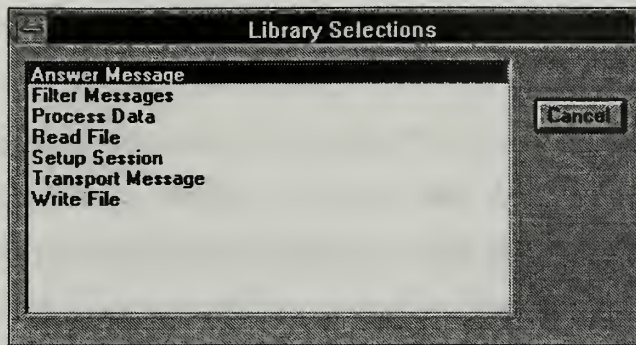 Library Selections
Answer Message
Filter Messages
Process Data
Read File
Setup Session
Transport Message
Write File
Cancel